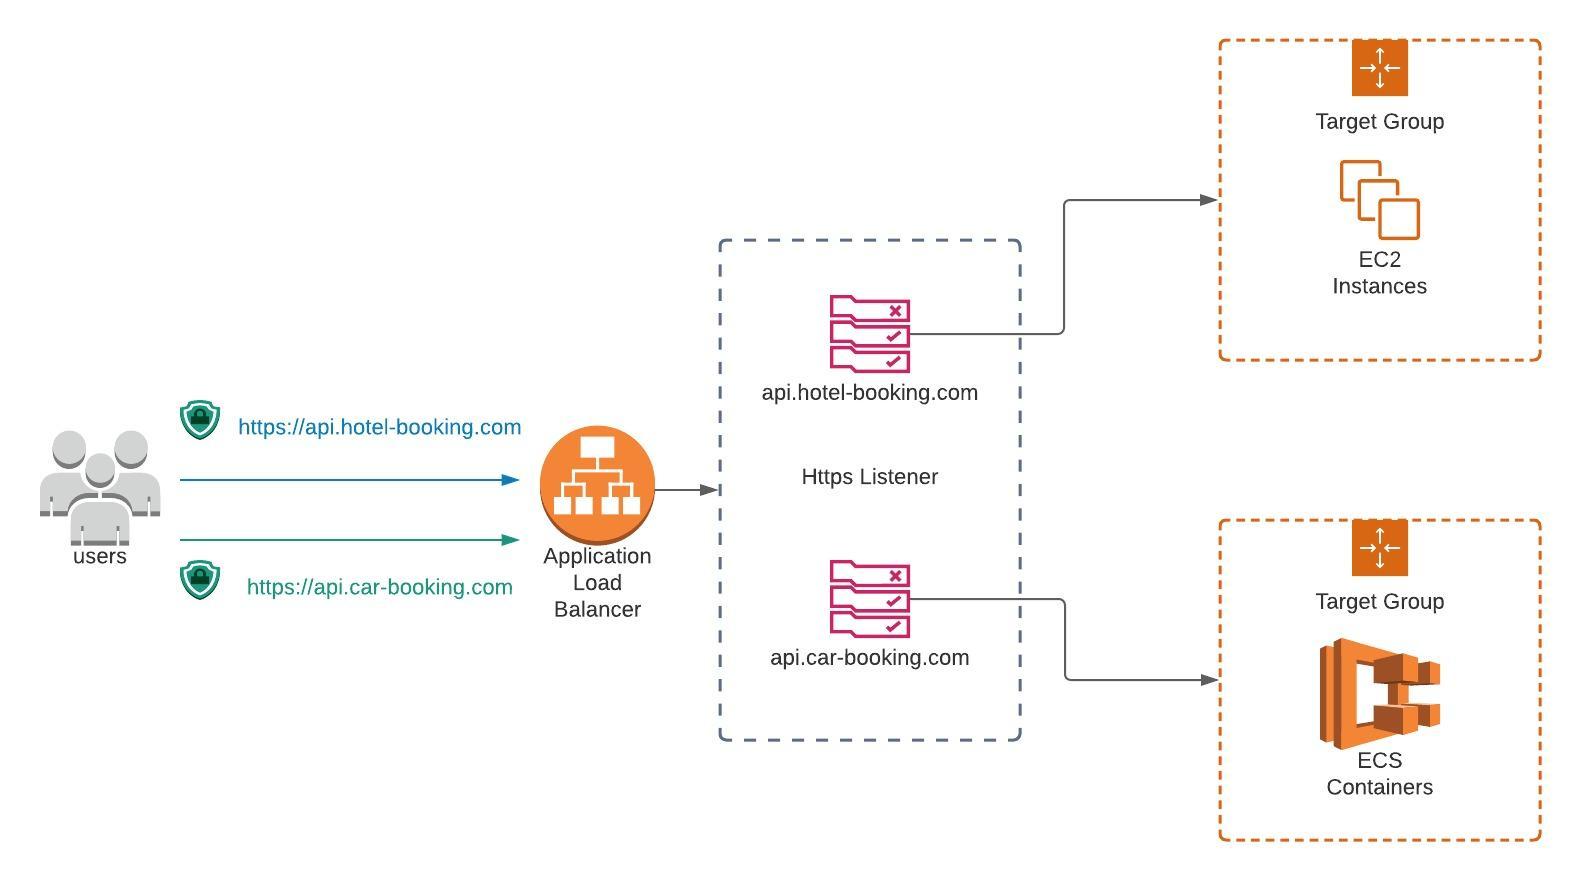 https://api.hotel-booking.com
users
https://api.car-booking.com
Application
Load
Balancer
api.hotel-booking.com
Https Listener
api.car-booking.com
Target Group
EC2
Instances
Target Group
ECS
Containers